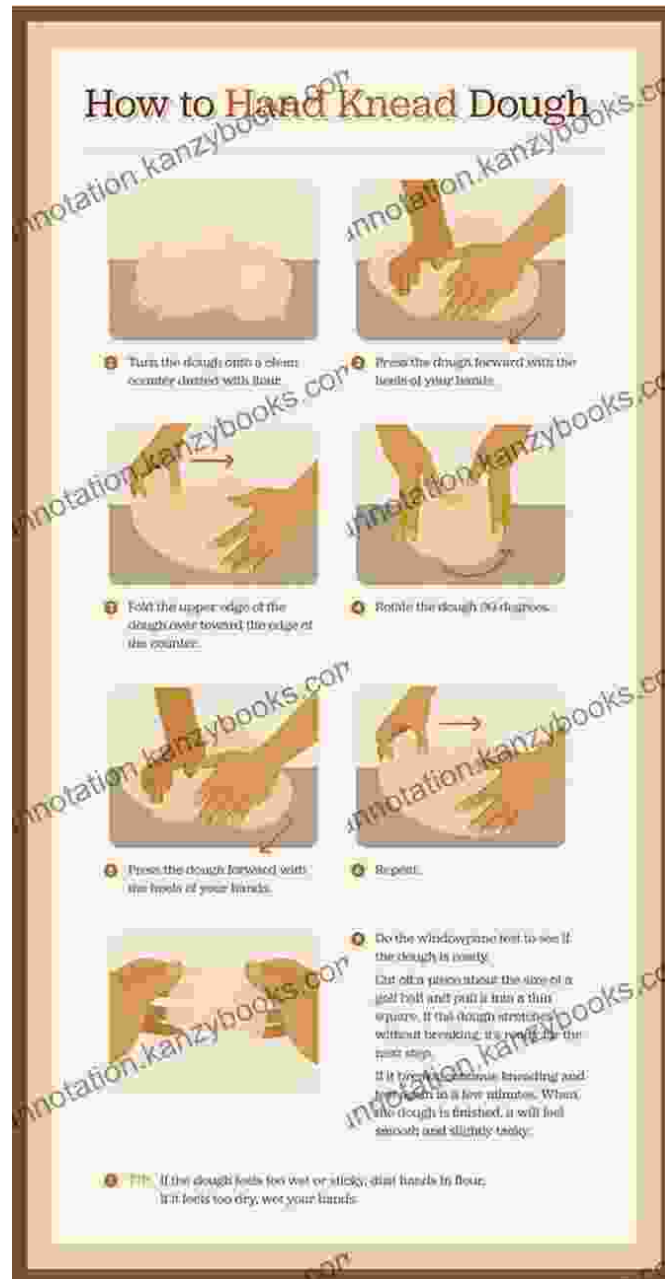 How to Hand Knead Dough
1 Turn the dough onto a clean
counter dusted with flour.
2 Press the dough forward with the
heels of your hands.
3 Fold the upper edge of the
dough over toward the edge of
the counter.
4 Rotate the dough 90 degrees.
5 Press the dough forward with
the heels of your hands.
6 Repeat.
Do the windowpane test to see if
the dough is ready.
Cut off a piece about the size of a
golf ball and pull it into a thin
square. If the dough stretches
without breaking, it's ready for the
next step.
If it breaks, continue kneading and
test again in a few minutes. When
the dough is finished, it will feel
smooth and slightly tacky.
TIP: If the dough feels too wet or sticky, dust hands in flour.
If it feels too dry, wet your hands.
annotation.kanzybooks.com